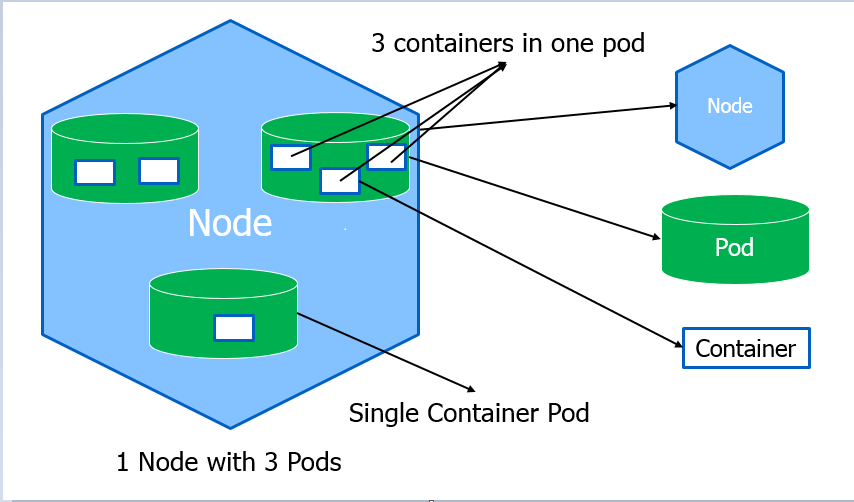 3 containers in one pod
Node
Node
Pod
Container
Single Container Pod
1 Node with 3 Pods